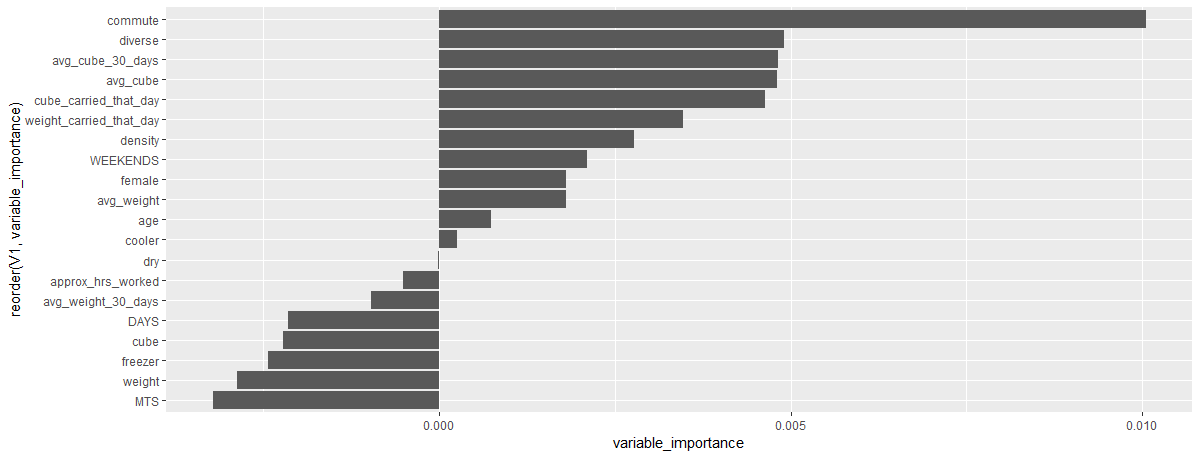 commute
diverse
avg_cube_30_days
avg_cube
cube_carried_that_day
weight_carried_that_day
density
WEEKENDS
female
avg_weight
age
cooler
dry
approx_hrs_worked
avg_weight_30_days
DAYS
cube
freezer
weight
MTS
reorder(V1, variable_importance)
0.000
0.005
0.010
variable_importance